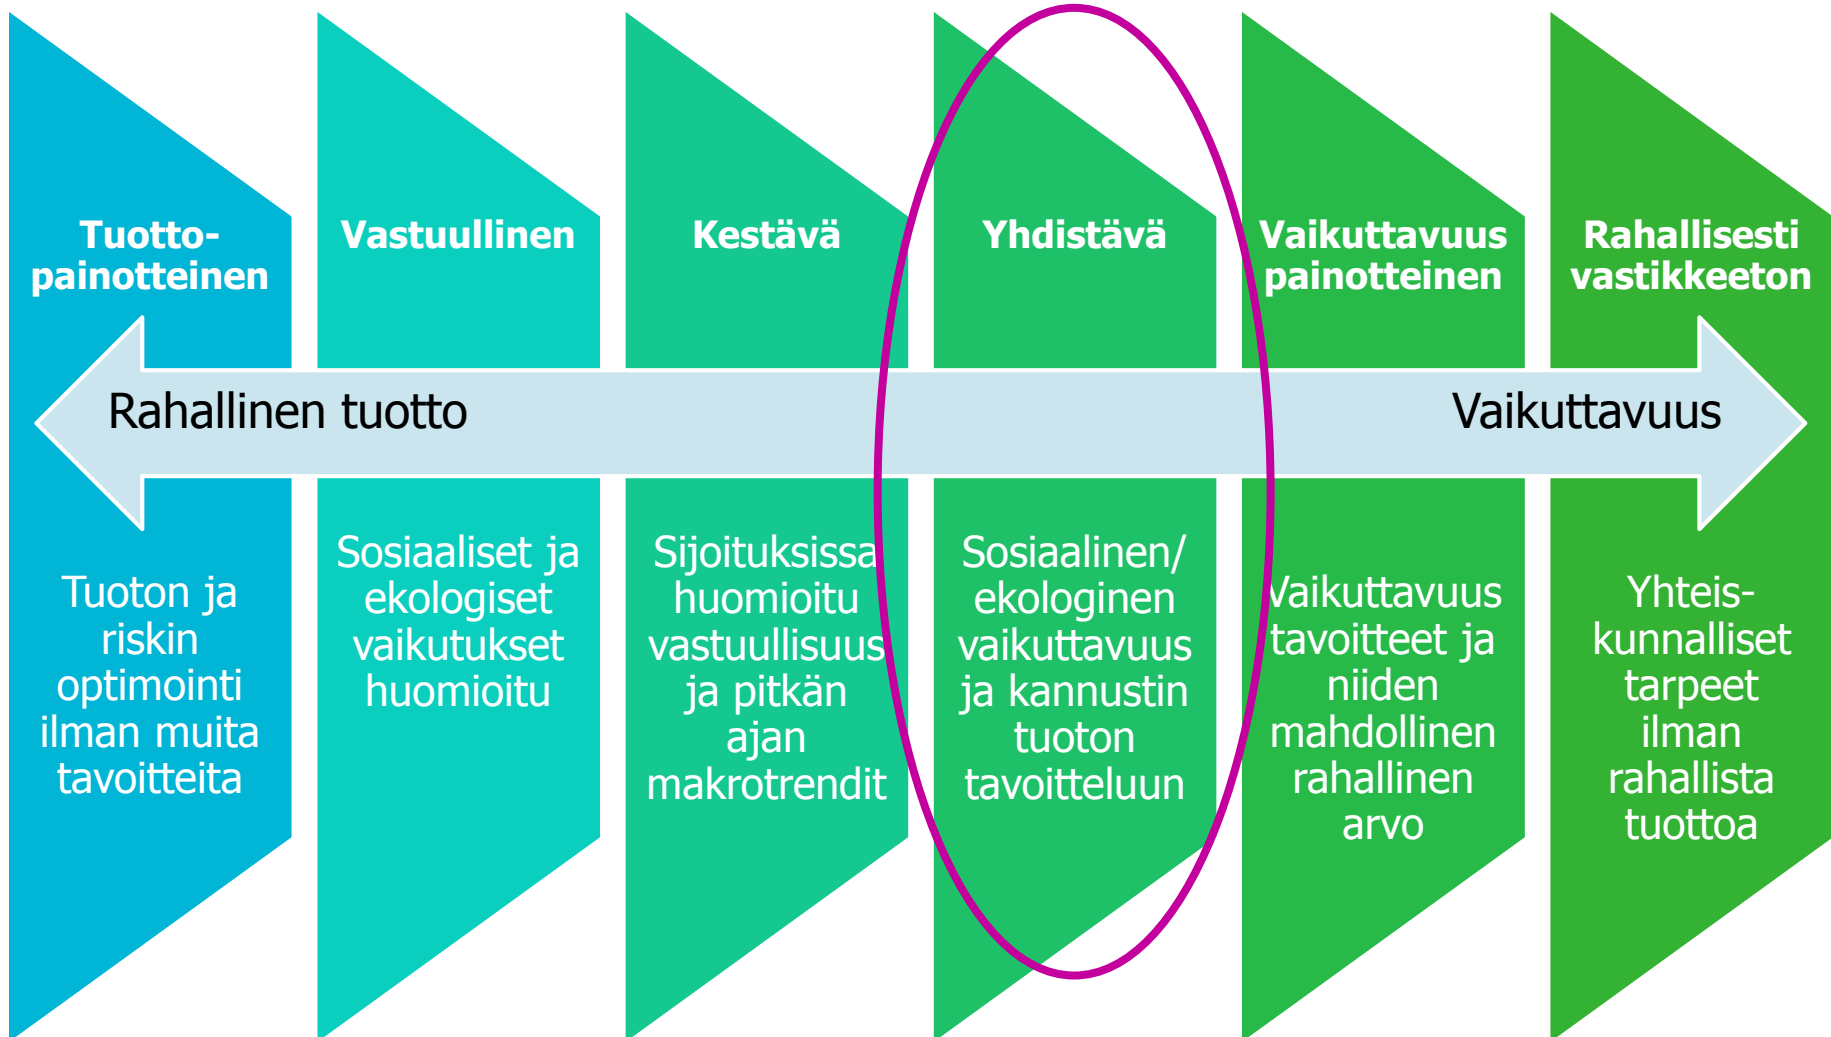 Tuotto-
painotteinen
Vastuullinen
Kestävä
Yhdistävä
Vaikuttavuus
painotteinen
Rahallisesti
vastikkeeton
Rahallinen tuotto
Vaikuttavuus
Tuoton ja
riskin
optimointi
ilman muita
tavoitteita
Sosiaaliset ja
ekologiset
vaikutukset
huomioitu
Sijoituksissa
huomioitu
vastuullisuus
ja pitkän
ajan
makrotrendit
Sosiaalinen/
ekologinen
vaikuttavuus
ja kannustin
tuoton
tavoitteluun
Vaikuttavuus
tavoitteet ja
niiden
mahdollinen
rahallinen
arvo
Yhteis-
kunnalliset
tarpeet
ilman
rahallista
tuottoa